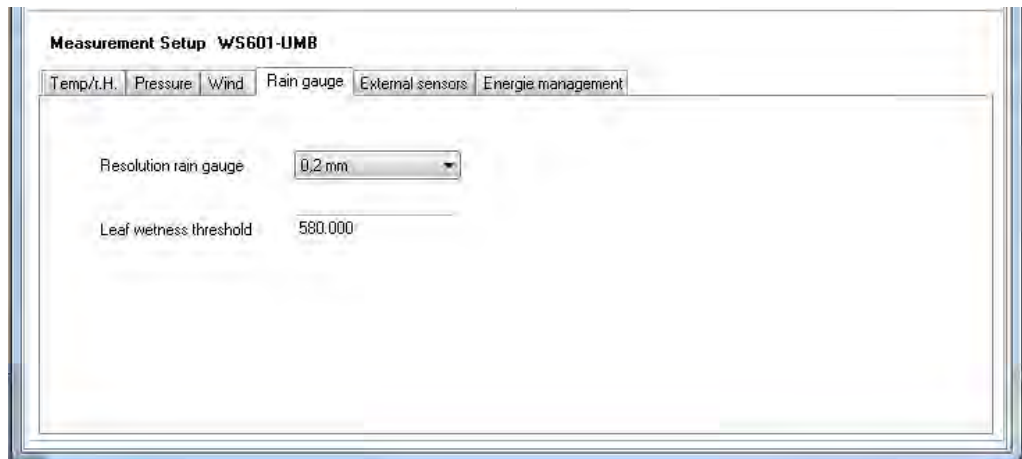 Measurement Setup WS601-UMB
Temp/r.H. Pressure Wind Rain gauge External sensors Energie management
Resolution rain gauge 0,2 mm
Leaf wetness threshold 580.000